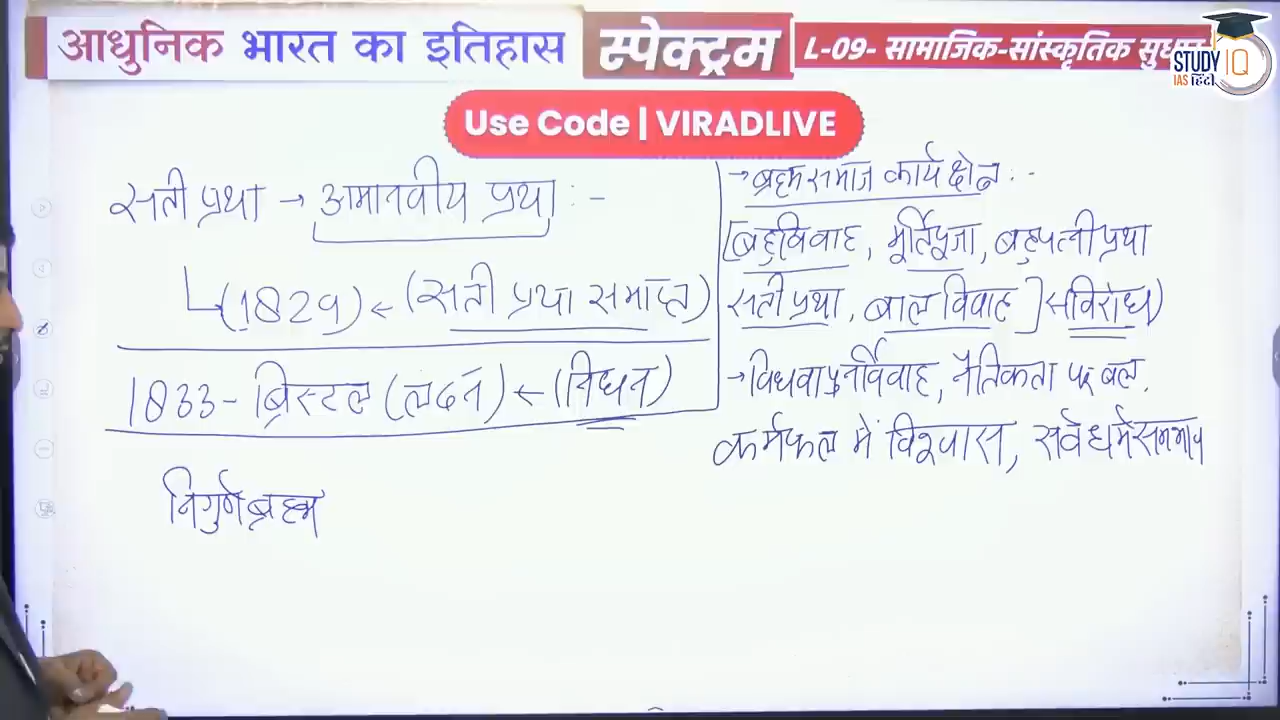 आधुनिक भारत का इतिहास स्पेक्ट्रम L-09- सामाजिक-सांस्कृतिक
STUDY IQ
IAS हिंदी
Use Code | VIRADLIVE
सती प्रथा → अमानवीय प्रथा :-
(1829) ← (सती प्रथा समाप्त)
1833- ब्रिस्टल (लंदन) ← (निधन)
निर्गुण ब्रह्म
→ ब्रह्म समाज कार्य क्षेत्र :-
[बहुविवाह, मूर्तिपूजा, बहुपत्नी प्रथा
सती प्रथा, बाल विवाह] विरोध)
→ विधवा पुनर्विवाह, नैतिकता पर बल.
कर्मफल में विश्वास, सर्वधर्म समभाव